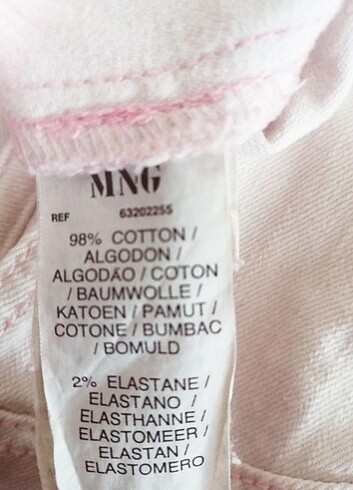 MNG
REF 63202255
98% COTTON /
ALGODON /
ALGODÃO / COTON
/ BAUMWOLLE /
KATOEN / PAMUT /
COTONE / BUMBAC
/ BOMULD
2% ELASTANE /
ELASTANO /
ELASTHANNE /
ELASTOMEER /
ELASTAN /
ELASTOMERO